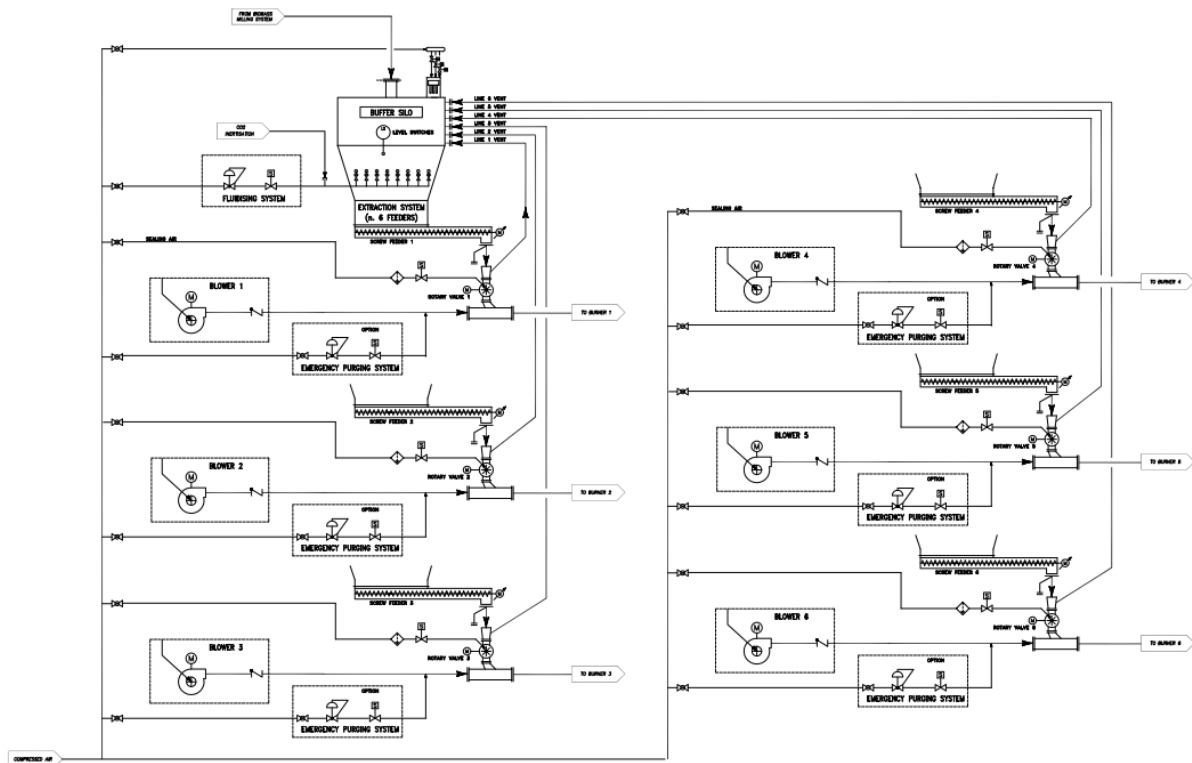 FROM BIOMASS
MILLING SYSTEM
BUFFER SILO
LS
LEVEL SWITCHES
LINE 6 VENT
LINE 5 VENT
LINE 4 VENT
LINE 3 VENT
LINE 2 VENT
LINE 1 VENT
CO2
INERTISATION
S
FLUIDISING SYSTEM
EXTRACTION SYSTEM
(n. 6 FEEDERS)
SCREW FEEDER 1
M
SEALING AIR
S
BLOWER 1
M
M
ROTARY VALVE 1
TO BURNER 1
OPTION
S
EMERGENCY PURGING SYSTEM
SCREW FEEDER 2
M
S
BLOWER 2
M
M
ROTARY VALVE 2
TO BURNER 2
OPTION
S
EMERGENCY PURGING SYSTEM
SCREW FEEDER 3
M
S
BLOWER 3
M
M
ROTARY VALVE 3
TO BURNER 3
OPTION
S
EMERGENCY PURGING SYSTEM
COMPRESSED AIR
SCREW FEEDER 4
M
SEALING AIR
S
BLOWER 4
M
M
ROTARY VALVE 4
TO BURNER 4
OPTION
S
EMERGENCY PURGING SYSTEM
SCREW FEEDER 5
M
S
BLOWER 5
M
M
ROTARY VALVE 5
TO BURNER 5
OPTION
S
EMERGENCY PURGING SYSTEM
SCREW FEEDER 6
M
S
BLOWER 6
M
M
ROTARY VALVE 6
TO BURNER 6
OPTION
S
EMERGENCY PURGING SYSTEM